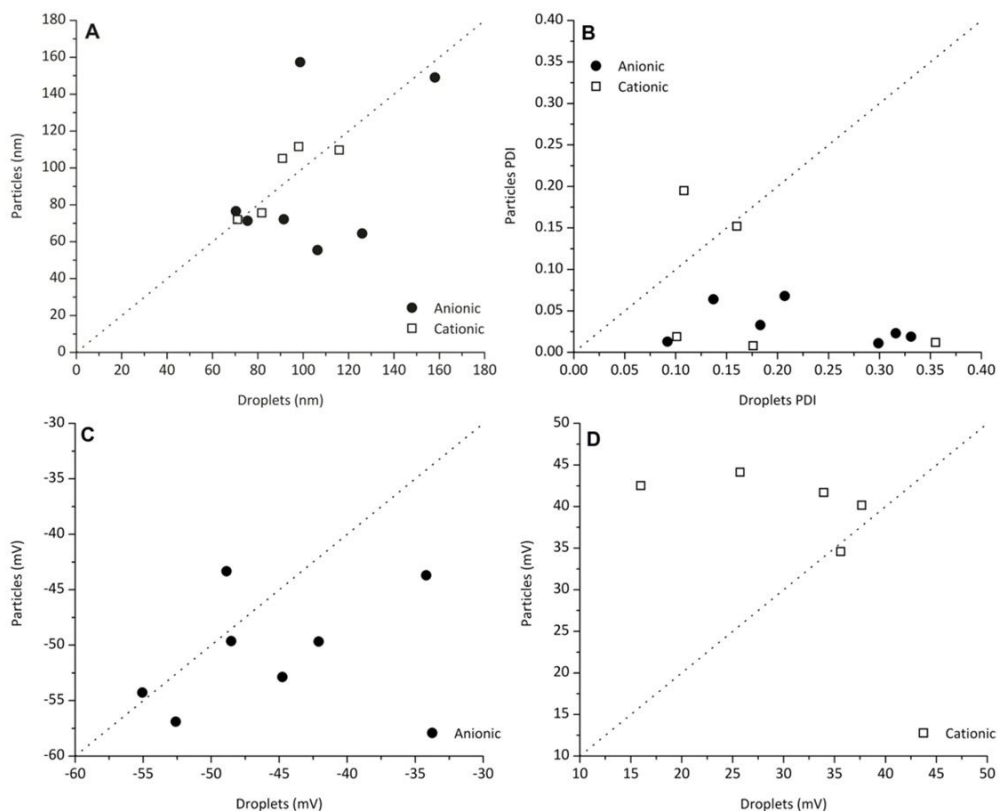 A
180
160
140
120
100
80
60
40
20
0
Particles (nm)
Anionic
Cationic
0 20 40 60 80 100 120 140 160 180
Droplets (nm)
B
0.40
0.35
0.30
0.25
0.20
0.15
0.10
0.05
0.00
Particles PDI
Anionic
Cationic
0.00 0.05 0.10 0.15 0.20 0.25 0.30 0.35 0.40
Droplets PDI
C
-30
-35
-40
-45
-50
-55
-60
Particles (mV)
Anionic
-60 -55 -50 -45 -40 -35 -30
Droplets (mV)
D
50
45
40
35
30
25
20
15
10
Particles (mV)
Cationic
10 15 20 25 30 35 40 45 50
Droplets (mV)